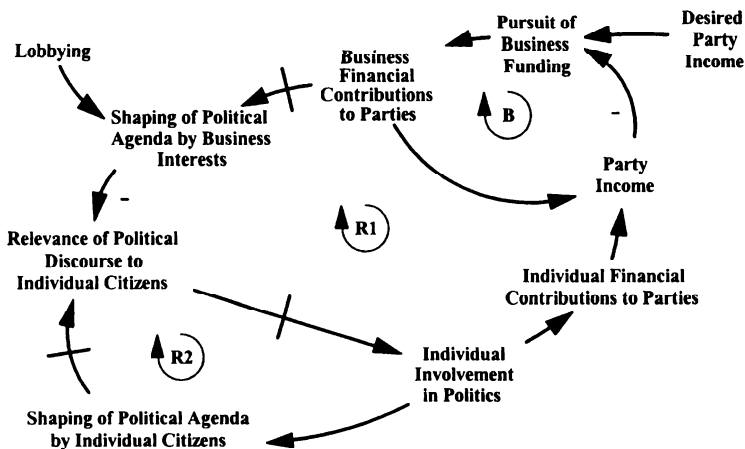 Lobbying
Shaping of Political
Agenda by Business
Interests
Business
Financial
Contributions
to Parties
Pursuit of
Business
Funding
Desired
Party
Income
B
-
Party
Income
-
R1
Relevance of Political
Discourse to
Individual Citizens
Individual Financial
Contributions to Parties
R2
Individual
Involvement
in Politics
Shaping of Political Agenda
by Individual Citizens